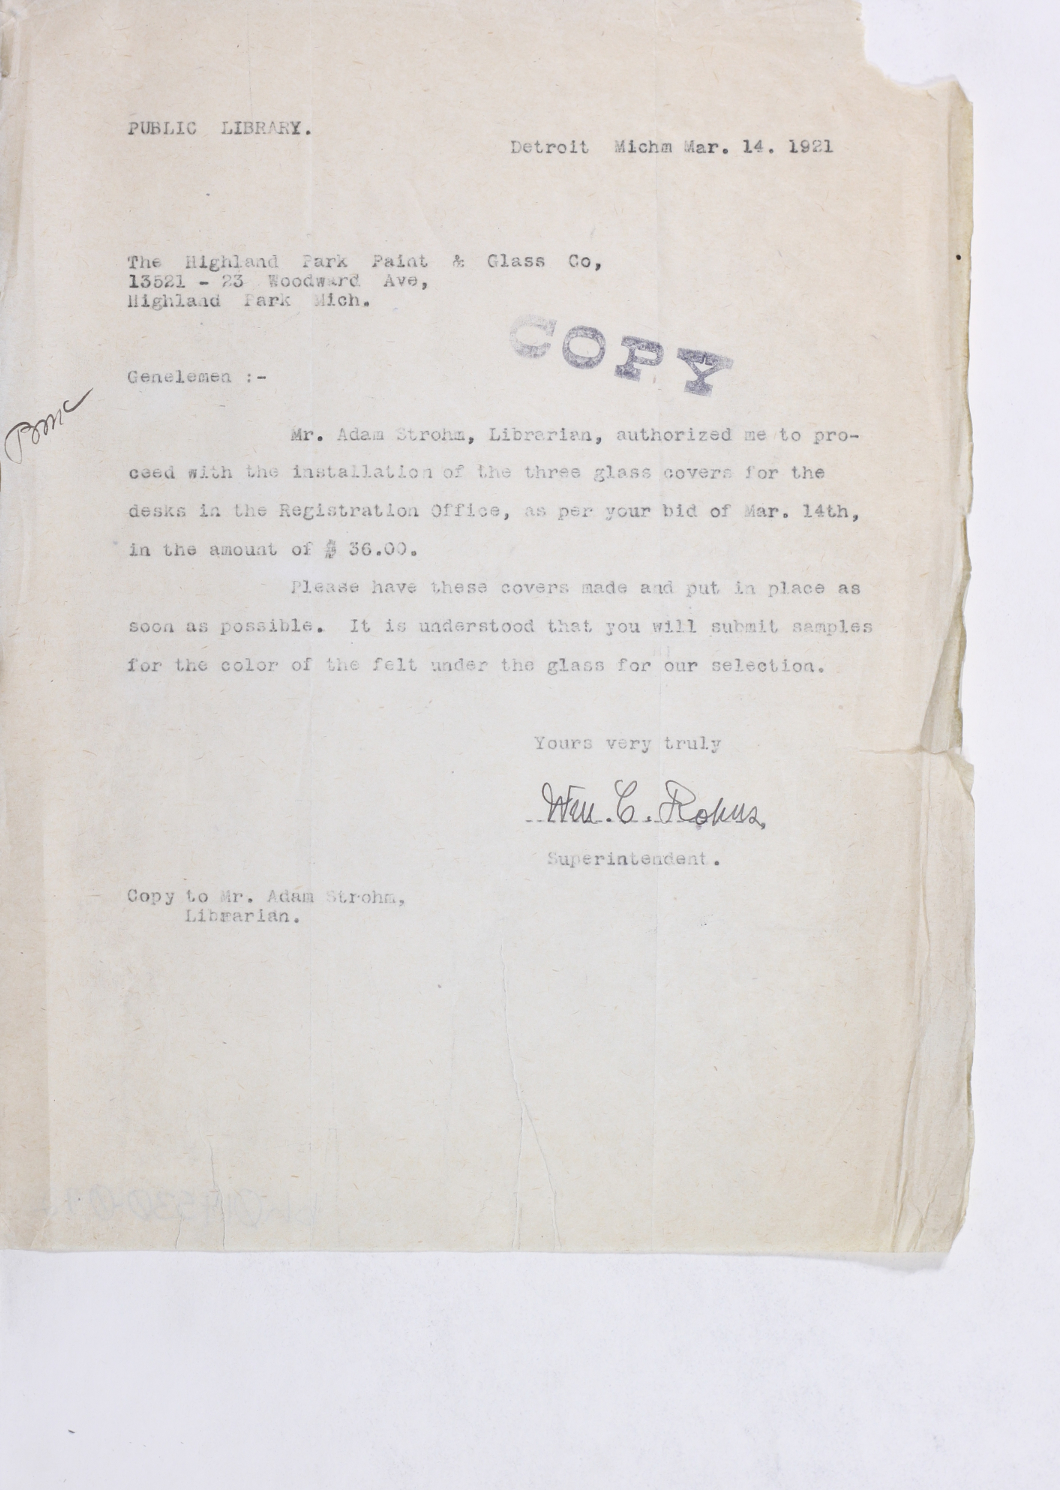 PUBLIC LIBRARY.
Detroit Michm Mar. 14. 1921
The Highland Park Paint & Glass Co,
13521 - 23 Woodward Ave,
Highland Park Mich.
COPY
Genelemen :-
BMC
Mr. Adam Strohm, Librarian, authorized me to pro-
ceed with the installation of the three glass covers for the
desks in the Registration Office, as per your bid of Mar. 14th,
in the amount of $ 36.00.
Please have these covers made and put in place as
soon as possible. It is understood that you will submit samples
for the color of the felt under the glass for our selection.
Yours very truly
Wm. C. Rohns,
Superintendent.
Copy to Mr. Adam Strohm,
Librarian.